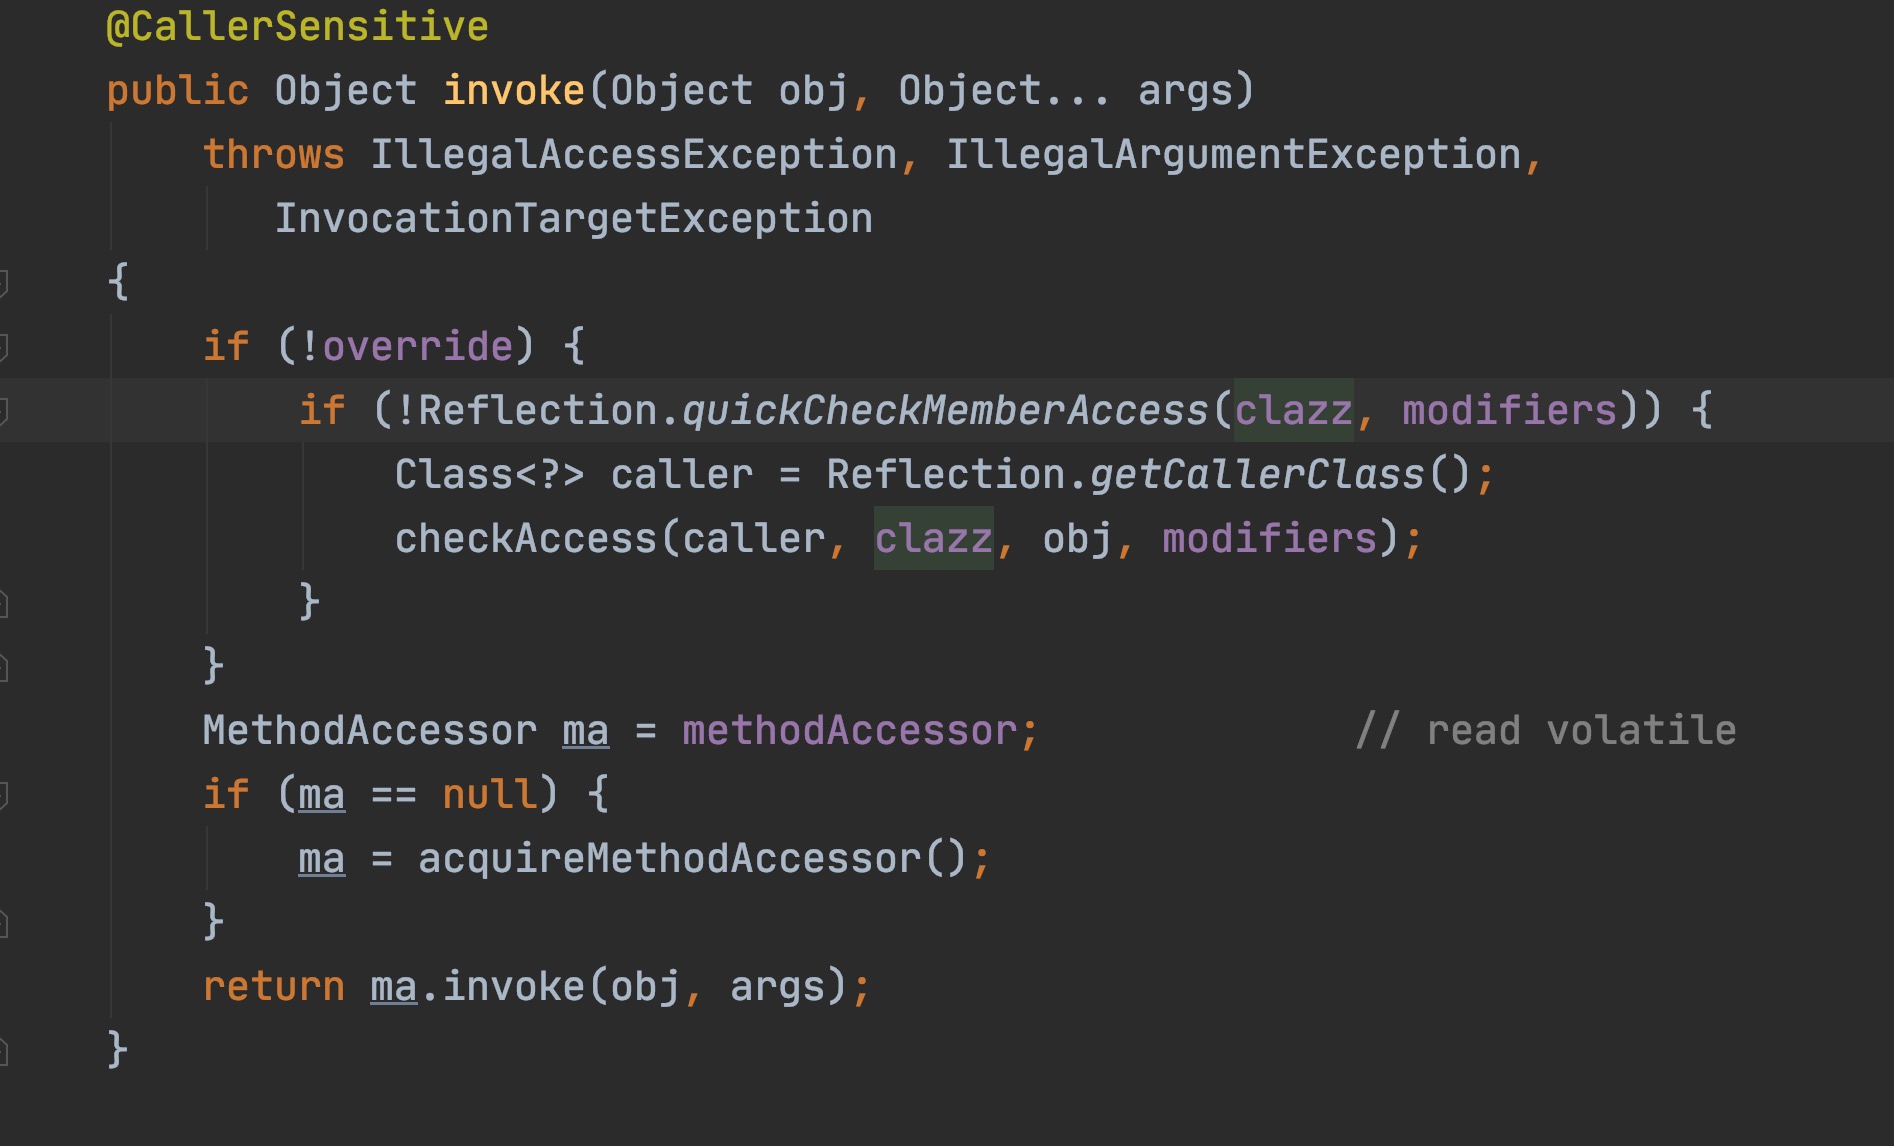 @CallerSensitive
public Object invoke(Object obj, Object... args)
    throws IllegalAccessException, IllegalArgumentException,
       InvocationTargetException
{
    if (!override) {
        if (!Reflection.quickCheckMemberAccess(clazz, modifiers)) {
            Class<?> caller = Reflection.getCallerClass();
            checkAccess(caller, clazz, obj, modifiers);
        }
    }
    MethodAccessor ma = methodAccessor;             // read volatile
    if (ma == null) {
        ma = acquireMethodAccessor();
    }
    return ma.invoke(obj, args);
}